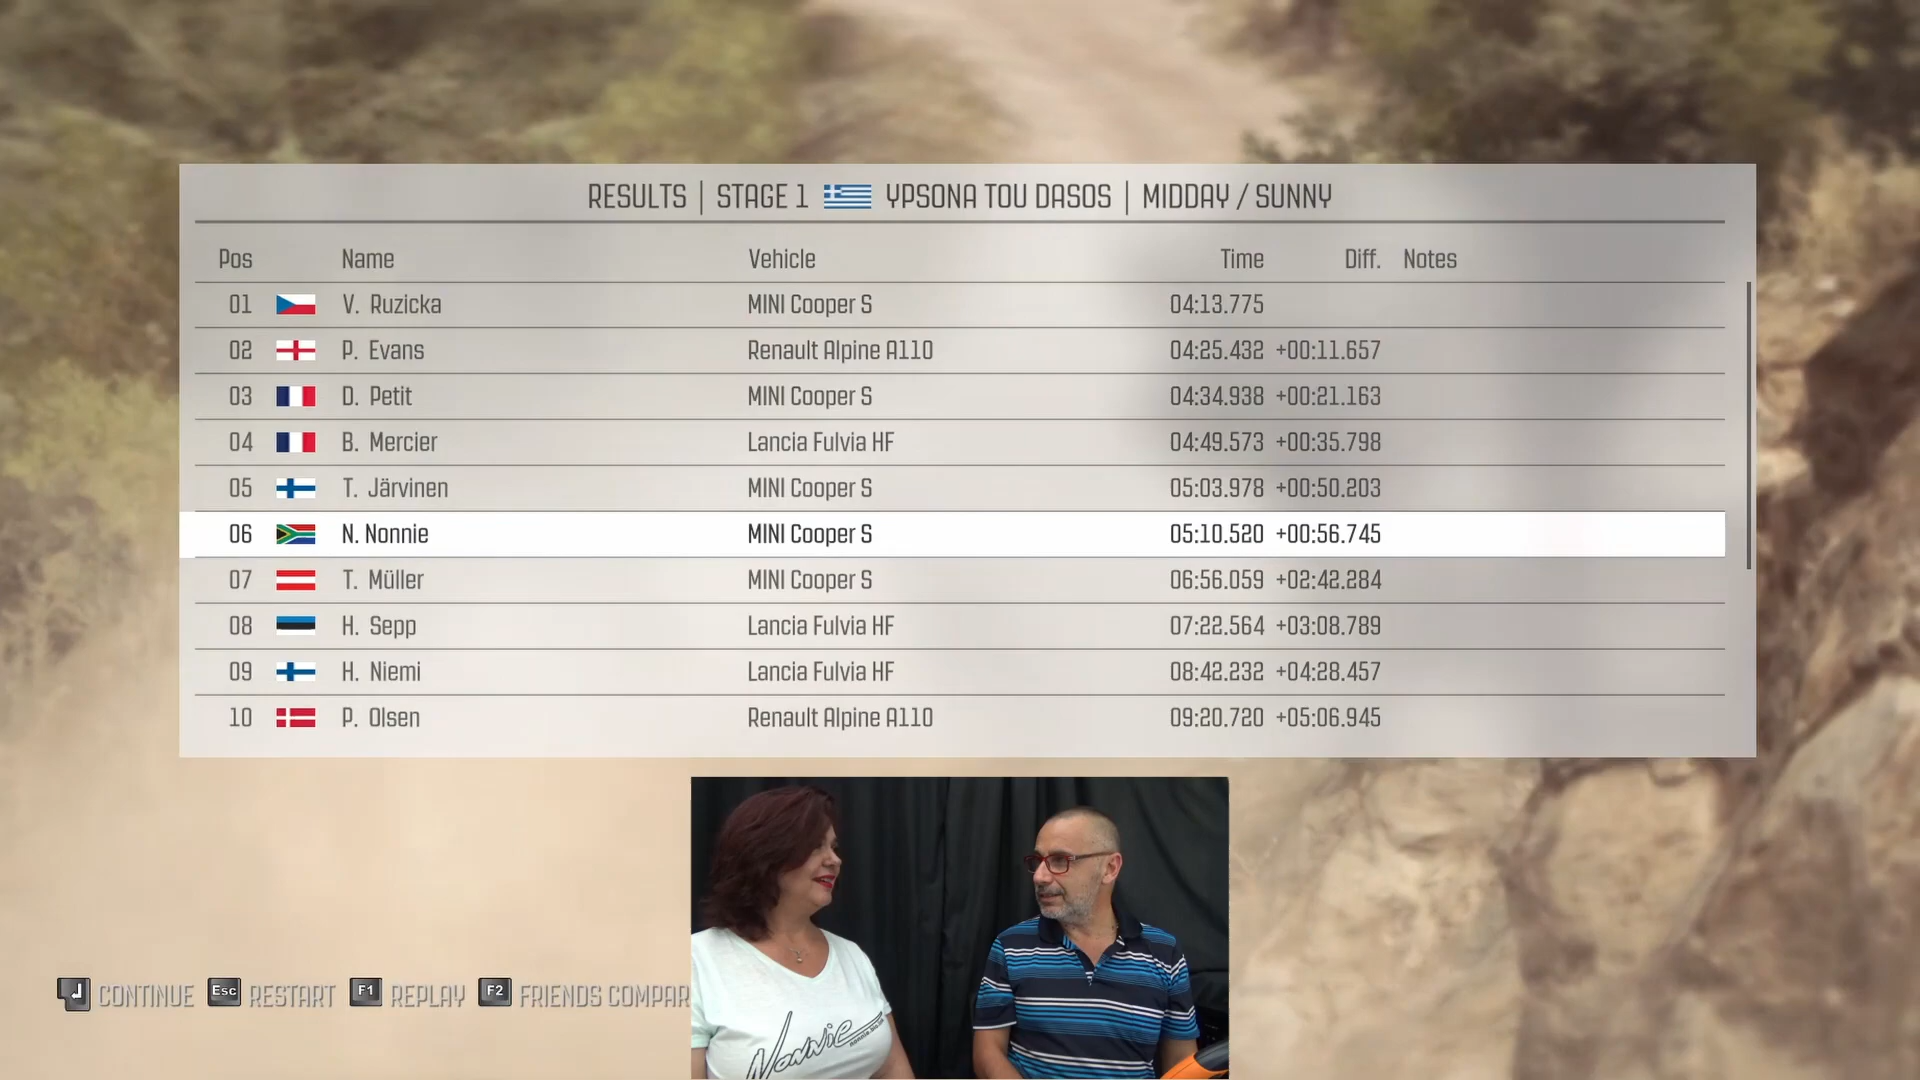 RESULTS | STAGE 1 YPSONA TOU DASOS | MIDDAY / SUNNY
Pos Name Vehicle Time Diff. Notes
01 V. Ruzicka MINI Cooper S 04:13.775
02 P. Evans Renault Alpine A110 04:25.432 +00:11.657
03 D. Petit MINI Cooper S 04:34.938 +00:21.163
04 B. Mercier Lancia Fulvia HF 04:49.573 +00:35.798
05 T. Järvinen MINI Cooper S 05:03.978 +00:50.203
06 N. Nonnie MINI Cooper S 05:10.520 +00:56.745
07 T. Müller MINI Cooper S 06:56.059 +02:42.284
08 H. Sepp Lancia Fulvia HF 07:22.564 +03:08.789
09 H. Niemi Lancia Fulvia HF 08:42.232 +04:28.457
10 P. Olsen Renault Alpine A110 09:20.720 +05:06.945
CONTINUE Esc RESTART F1 REPLAY F2 FRIENDS COMPAR
Nonnie